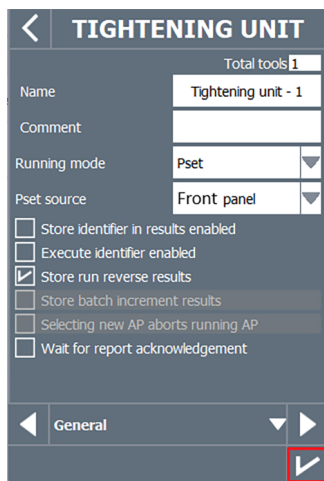 TIGHTENING UNIT
Total tools 1
Name Tightening unit - 1
Comment
Running mode Pset
Pset source Front panel
Store identifier in results enabled
Execute identifier enabled
Store run reverse results
Store batch increment results
Selecting new AP aborts running AP
Wait for report acknowledgement
General